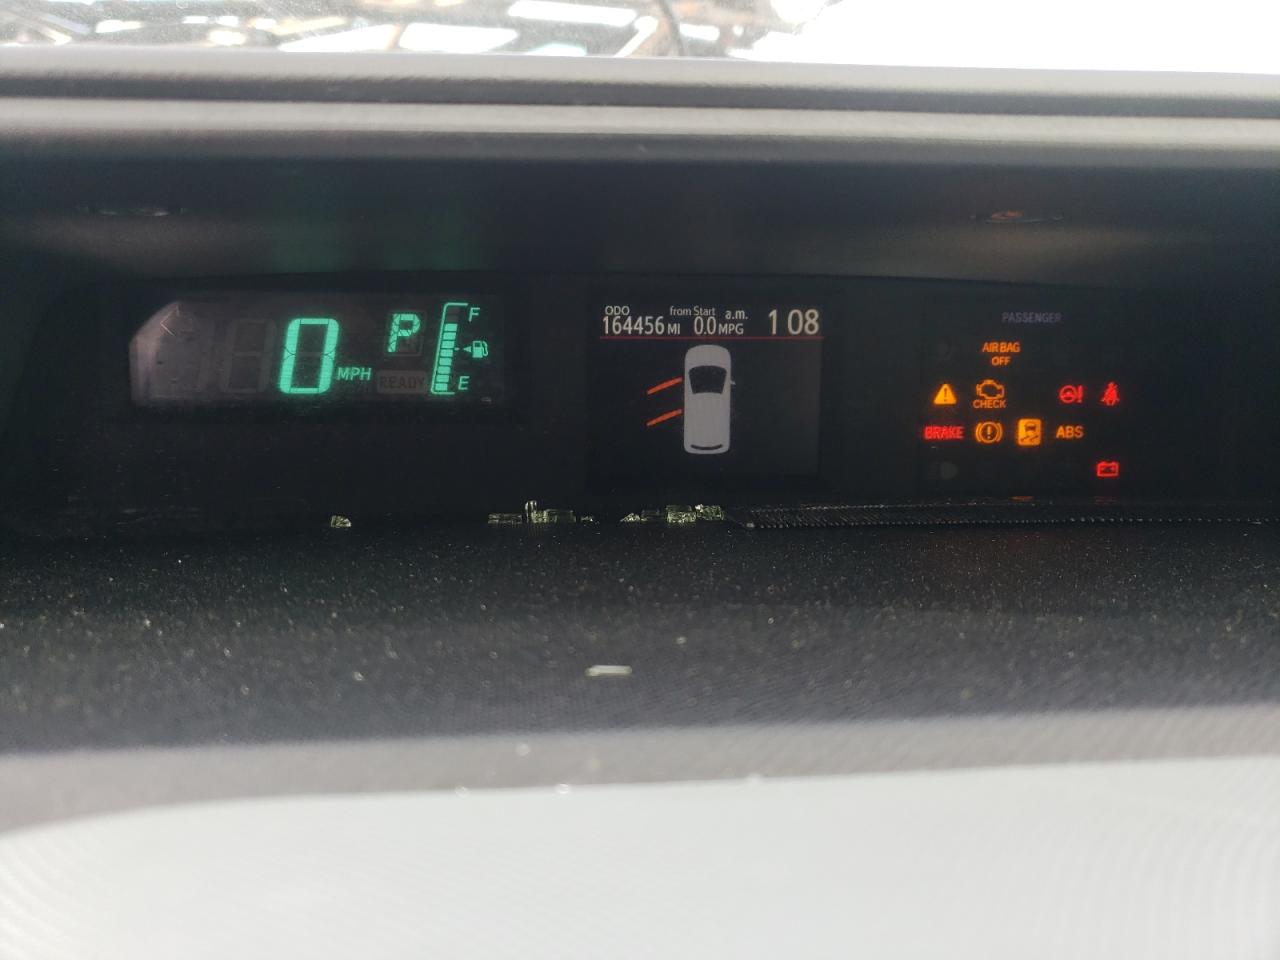 0 MPH
P
READY
F
E
ODO
164456 MI
from Start
0.0 MPG
a.m.
1 08
PASSENGER
AIR BAG
OFF
CHECK
BRAKE
ABS